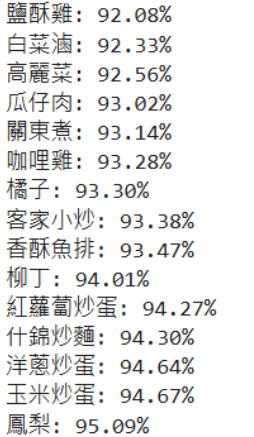 鹽酥雞: 92.08%
白菜滷: 92.33%
高麗菜: 92.56%
瓜仔肉: 93.02%
關東煮: 93.14%
咖哩雞: 93.28%
橘子: 93.30%
客家小炒: 93.38%
香酥魚排: 93.47%
柳丁: 94.01%
紅蘿蔔炒蛋: 94.27%
什錦炒麵: 94.30%
洋蔥炒蛋: 94.64%
玉米炒蛋: 94.67%
鳳梨: 95.09%